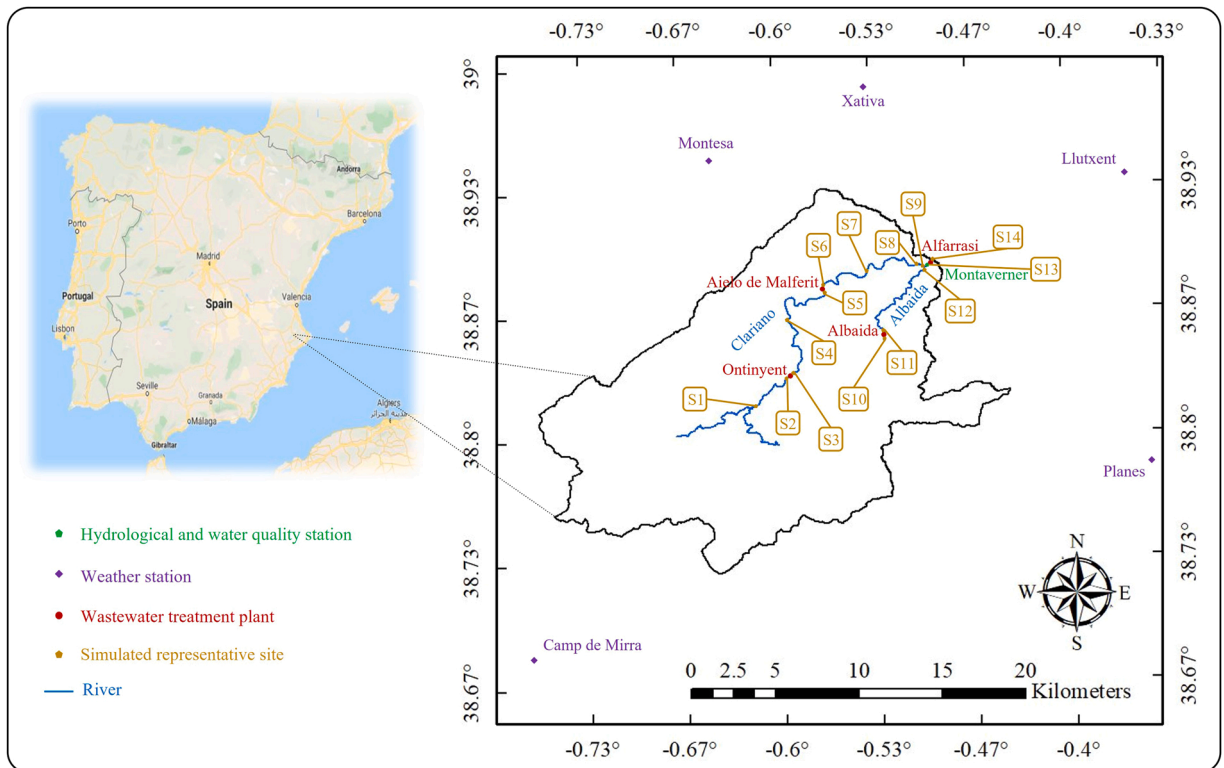 -0.73° -0.67° -0.6° -0.53° -0.47° -0.4° -0.33°
39°
38.93°
38.87°
38.8°
38.73°
38.67°
Andorra
Porto
Barcelona
Madrid
Portugal
Spain
Valencia
Lisbon
Seville
Granada
Málaga
Algiers
مدينة الجزائر
Gibraltar
Hydrological and water quality station
Weather station
Wastewater treatment plant
Simulated representative site
River
Xativa
Montesa
Llutxent
S9
S7
S14
S6
S8
Alfarrasi
S13
Montaverner
Aielo de Malferit
S5
S12
Albaida
Clariano
Albaida
S4
S11
Ontinyent
S1
S10
S2
S3
Planes
Camp de Mirra
N
W
E
S
0 2.5 5 10 15 20
Kilometers
38.93°
38.87°
38.8°
38.73°
38.67°
-0.73° -0.67° -0.6° -0.53° -0.47° -0.4°